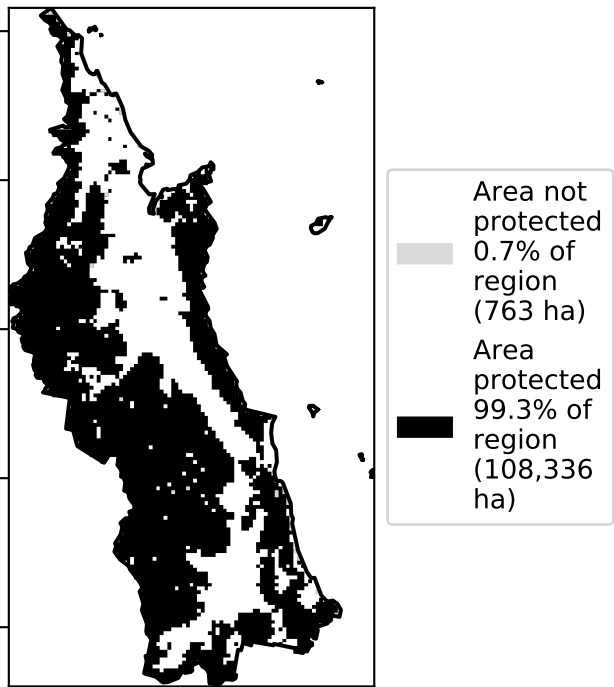 Area not
protected
0.7% of
region
(763 ha)
Area
protected
99.3% of
region
(108,336
ha)